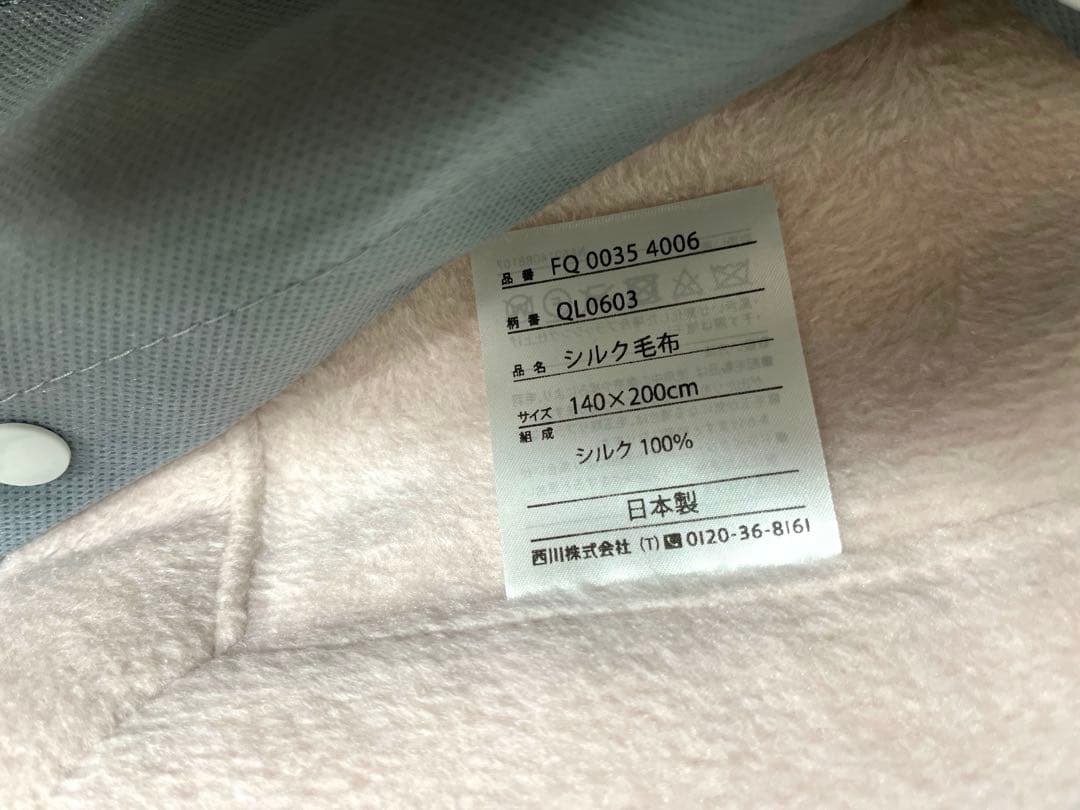 品番 FQ 0035 4006
柄番 QL0603
品名 シルク毛布
サイズ 140×200cm
組成
シルク 100%
日本製
西川株式会社 (T) 0120-36-8161